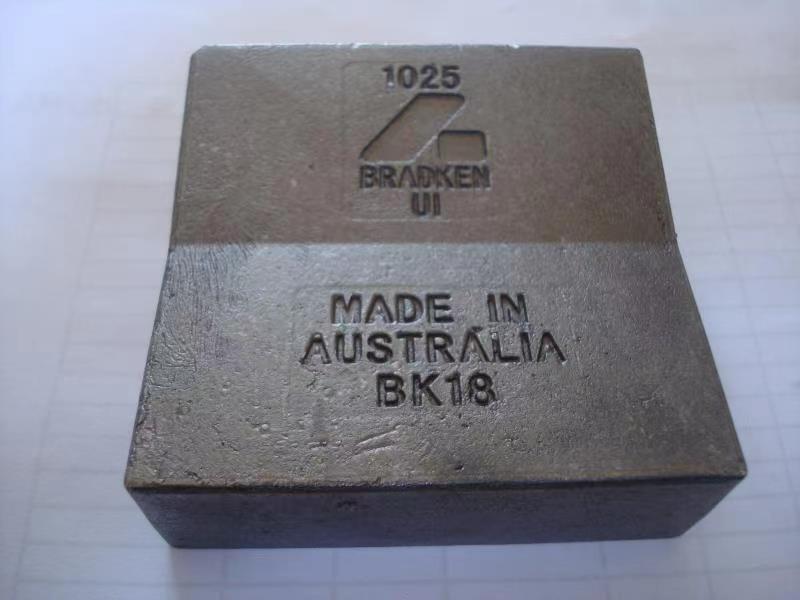 1025
BRADKEN
UI
MADE IN
AUSTRALIA
BK18